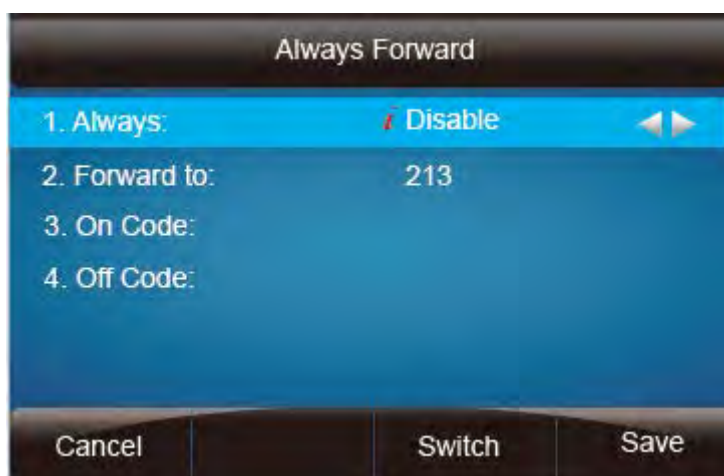 Always Forward
1. Always: i Disable
2. Forward to: 213
3. On Code:
4. Off Code:
Cancel Switch Save